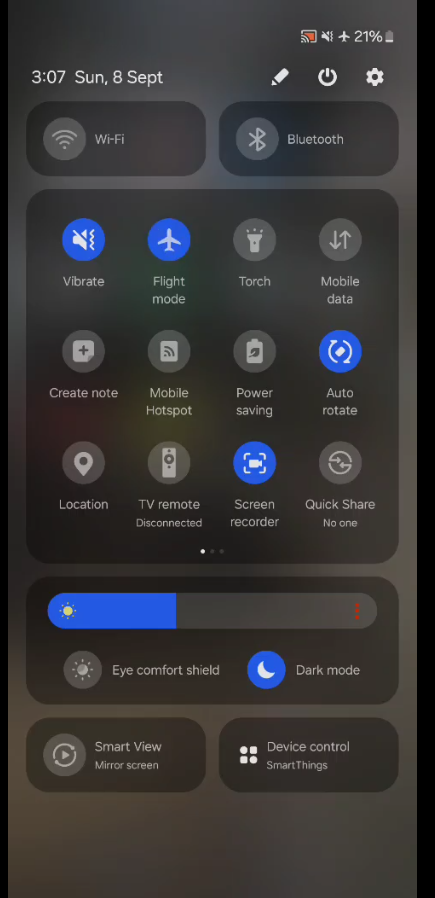 21%
3:07 Sun, 8 Sept
Wi-Fi
Bluetooth
Vibrate
Flight
mode
Torch
Mobile
data
Create note
Mobile
Hotspot
Power
saving
Auto
rotate
Location
TV remote
Disconnected
Screen
recorder
Quick Share
No one
Eye comfort shield
Dark mode
Smart View
Mirror screen
Device control
SmartThings